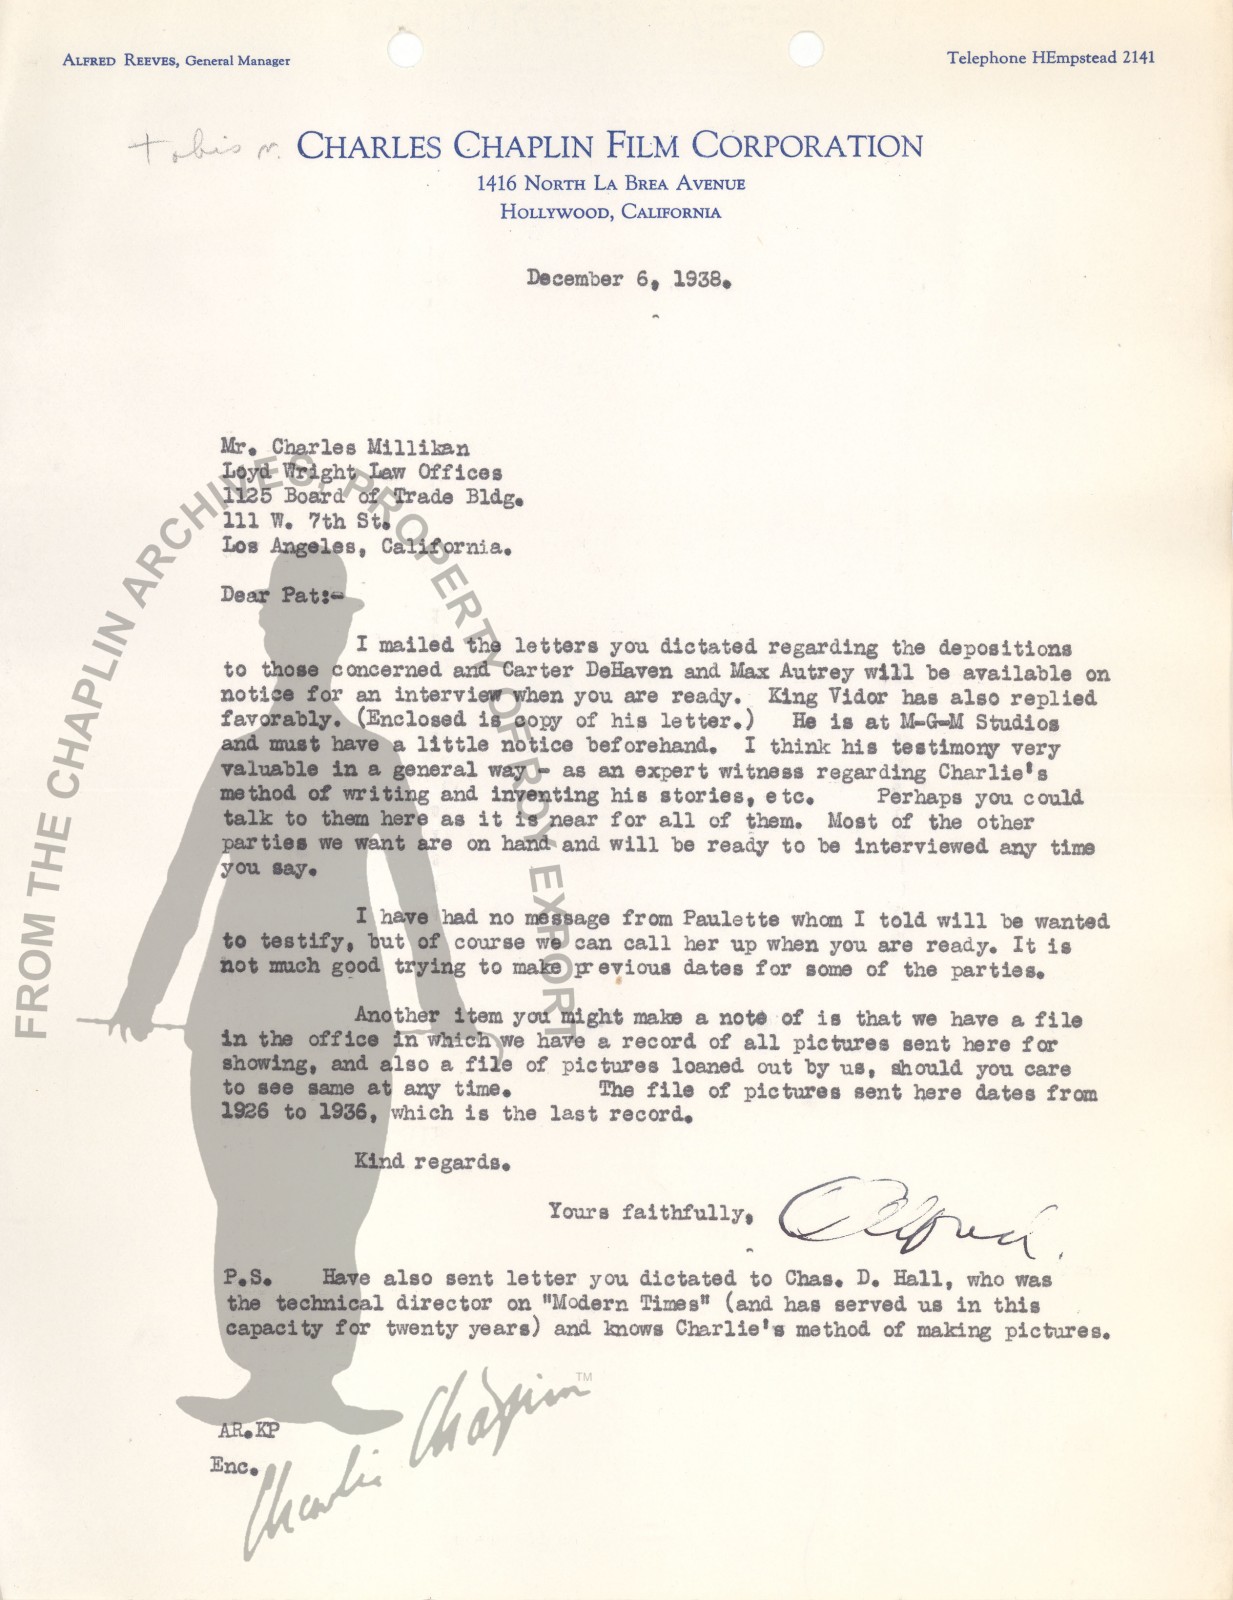 ALFRED REEVES, General Manager
Telephone HEmpstead 2141
tobis v. CHARLES CHAPLIN FILM CORPORATION
1416 NORTH LA BREA AVENUE
HOLLYWOOD, CALIFORNIA
December 6, 1938.
Mr. Charles Millikan
Loyd Wright Law Offices
1125 Board of Trade Bldg.
111 W. 7th St.
Los Angeles, California.
Dear Pat:-
I mailed the letters you dictated regarding the depositions
to those concerned and Carter DeHaven and Max Autrey will be available on
notice for an interview when you are ready. King Vidor has also replied
favorably. (Enclosed is copy of his letter.) He is at M-G-M Studios
and must have a little notice beforehand. I think his testimony very
valuable in a general way - as an expert witness regarding Charlie's
method of writing and inventing his stories, etc. Perhaps you could
talk to them here as it is near for all of them. Most of the other
parties we want are on hand and will be ready to be interviewed any time
you say.
I have had no message from Paulette whom I told will be wanted
to testify, but of course we can call her up when you are ready. It is
not much good trying to make previous dates for some of the parties.
Another item you might make a note of is that we have a file
in the office in which we have a record of all pictures sent here for
showing, and also a file of pictures loaned out by us, should you care
to see same at any time. The file of pictures sent here dates from
1926 to 1936, which is the last record.
Kind regards.
Yours faithfully, Alfred.
P.S. Have also sent letter you dictated to Chas. D. Hall, who was
the technical director on "Modern Times" (and has served us in this
capacity for twenty years) and knows Charlie's method of making pictures.
AR.KP
Enc.
FROM THE CHAPLIN ARCHIVES, PROPERTY OF ROY EXPORT
Charlie Chaplin™